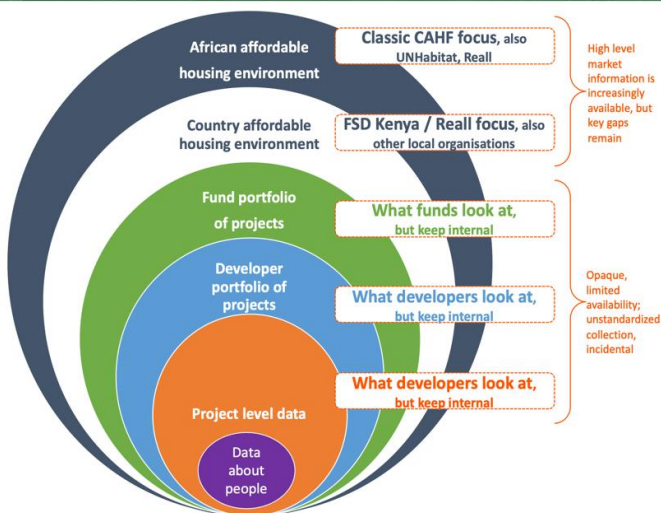 African affordable
housing environment
Classic CAHF focus, also
UNHabitat, Reall
High level
market
information is
increasingly
available, but
key gaps
remain
Country affordable
housing environment
FSD Kenya / Reall focus, also
other local organisations
Fund portfolio
of projects
What funds look at,
but keep internal
Developer
portfolio of
projects
What developers look at,
but keep internal
Opaque,
limited
availability;
unstandardized
collection,
incidental
Project level data
What developers look at,
but keep internal
Data
about
people